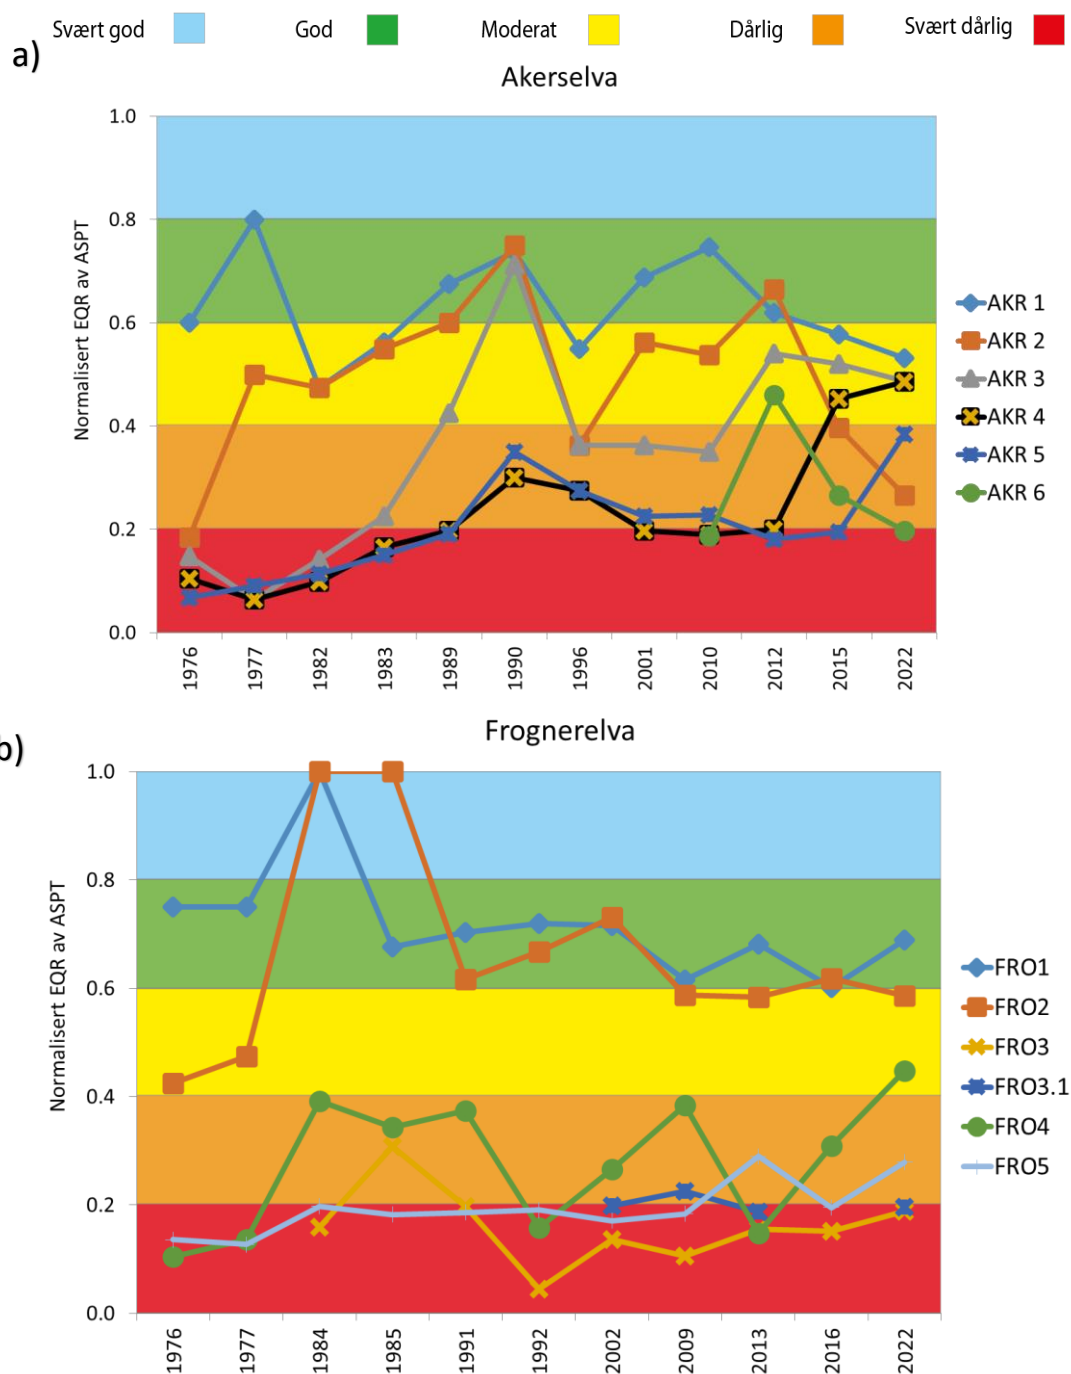 Svært god God Moderat Dårlig Svært dårlig
a)
Akerselva
Normalisert EQR av ASPT
1.0
0.8
0.6
0.4
0.2
0.0
1976 1977 1982 1983 1989 1990 1996 2001 2010 2012 2015 2022
AKR 1
AKR 2
AKR 3
AKR 4
AKR 5
AKR 6
b)
Frognerelva
Normalisert EQR av ASPT
1.0
0.8
0.6
0.4
0.2
0.0
1976 1977 1984 1985 1991 1992 2002 2009 2013 2016 2022
FRO1
FRO2
FRO3
FRO3.1
FRO4
FRO5